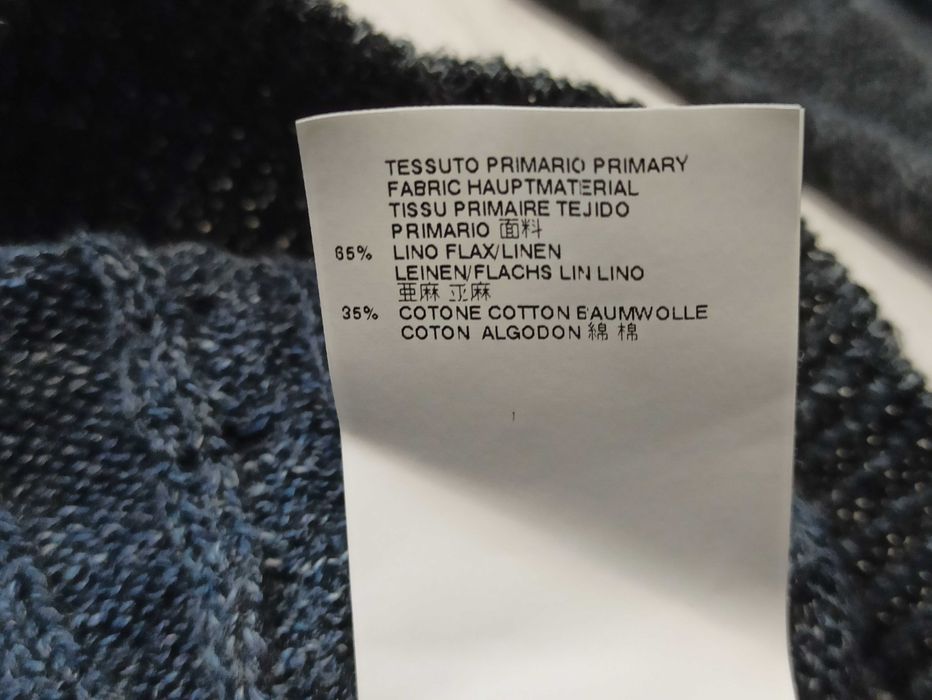 TESSUTO PRIMARIO PRIMARY
FABRIC HAUPTMATERIAL
TISSU PRIMAIRE TEJIDO
PRIMARIO 面料
65% LINO FLAX/LINEN
LEINEN/FLACHS LIN LINO
亜麻 亚麻
35% COTONE COTTON BAUMWOLLE
COTON ALGODON 綿 棉